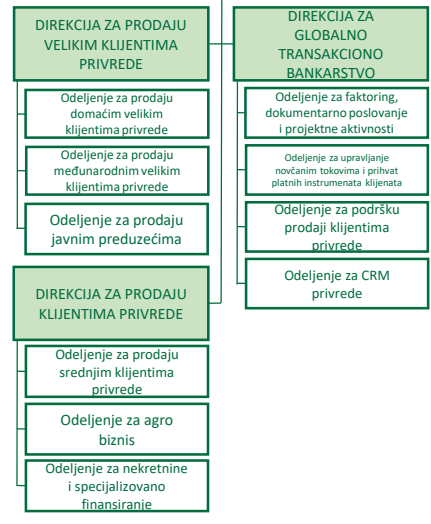 DIREKCIJA ZA PRODAJU
VELIKIM KLIJENTIMA
PRIVREDE
Odeljenje za prodaju
domaćim velikim
klijentima privrede
Odeljenje za prodaju
međunarodnim velikim
klijentima privrede
Odeljenje za prodaju
javnim preduzećima
DIREKCIJA ZA PRODAJU
KLIJENTIMA PRIVREDE
Odeljenje za prodaju
srednjim klijentima
privrede
Odeljenje za agro
biznis
Odeljenje za nekretnine
i specijalizovano
finansiranje
DIREKCIJA ZA
GLOBALNO
TRANSAKCIONO
BANKARSTVO
Odeljenje za faktoring,
dokumentarno poslovanje
i projektne aktivnosti
Odeljenje za upravljanje
novčanim tokovima i prihvat
platnih instrumenata klijenata
Odeljenje za podršku
prodaji klijentima
privrede
Odeljenje za CRM
privrede